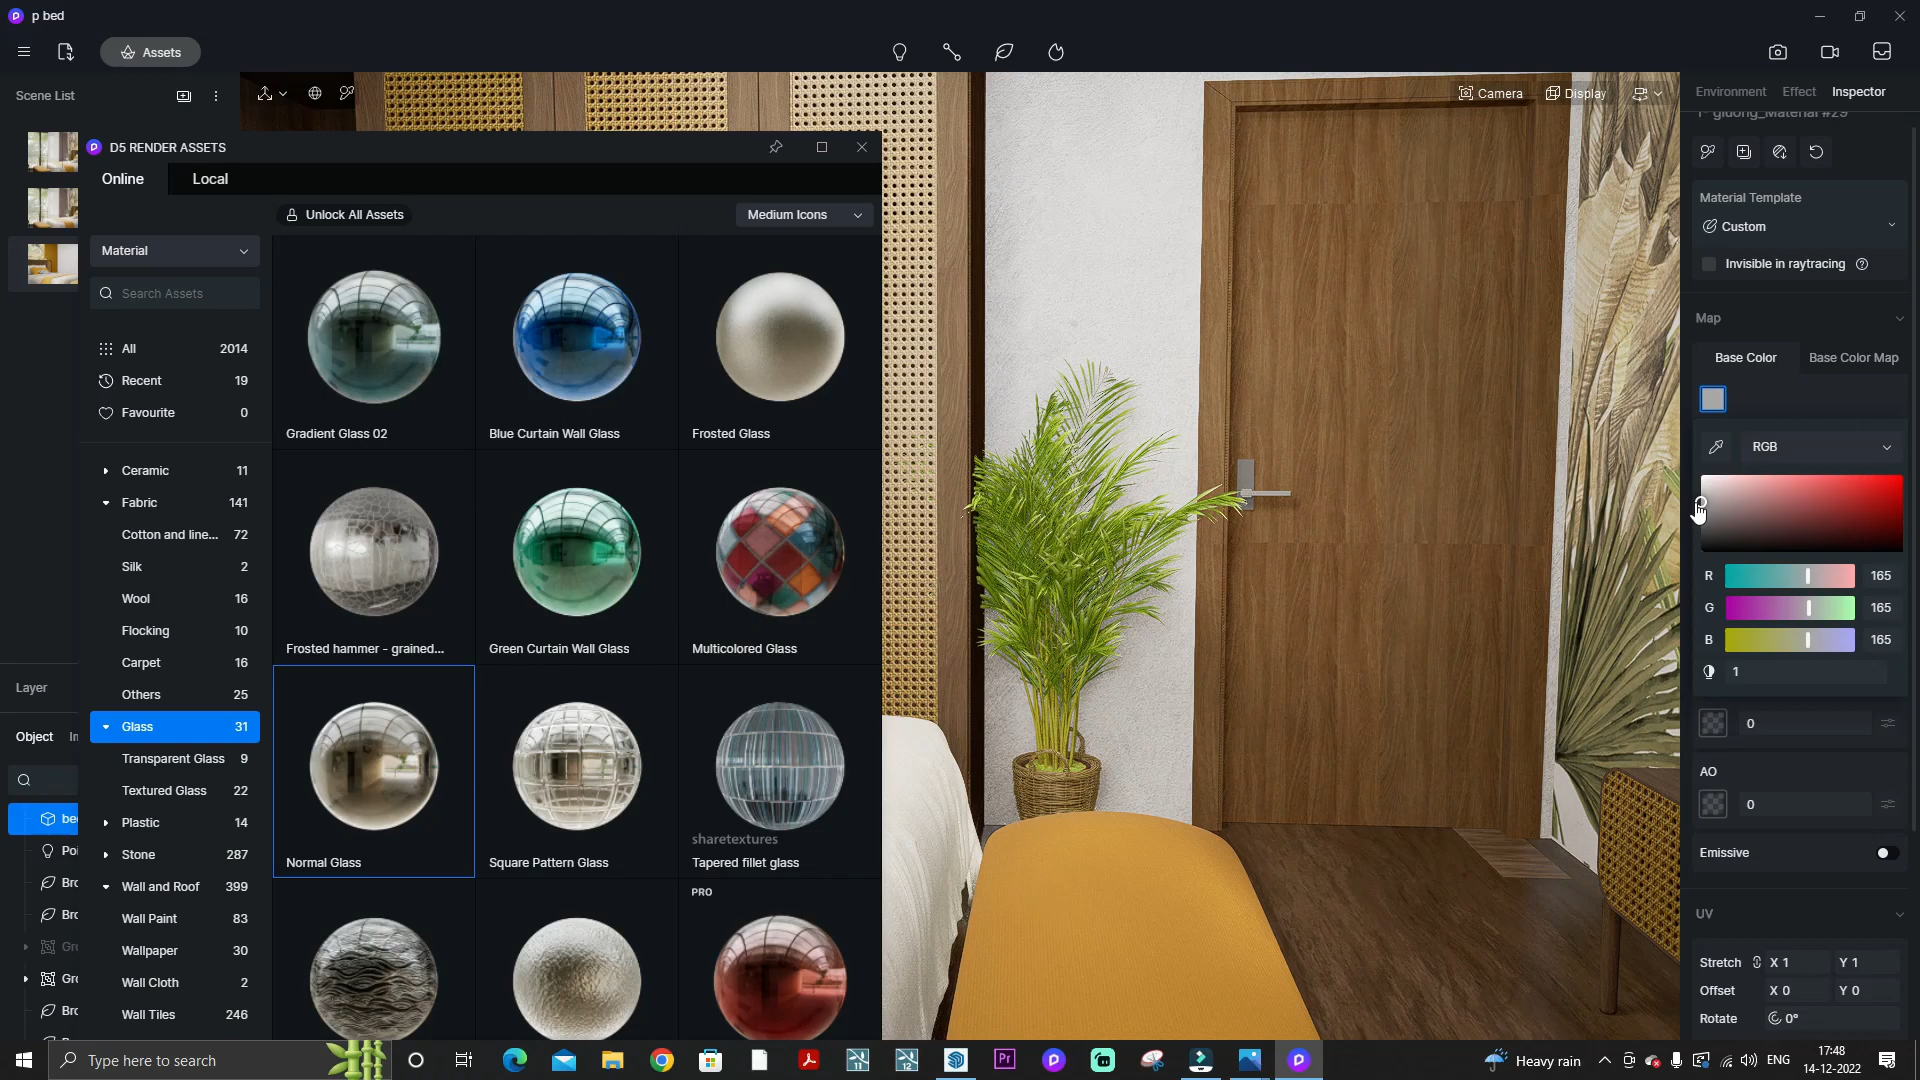 p bed
Assets
Scene List
Camera
Display
Environment
Effect
Inspector
D5 RENDER ASSETS
Online
Local
Unlock All Assets
Medium Icons
Material
Search Assets
All 2014
Recent 19
Favourite 0
Ceramic 11
Fabric 141
Cotton and line... 72
Silk 2
Wool 16
Flocking 10
Carpet 16
Others 25
Glass 31
Transparent Glass 9
Textured Glass 22
Plastic 14
Stone 287
Wall and Roof 399
Wall Paint 83
Wallpaper 30
Wall Cloth 2
Wall Tiles 246
Gradient Glass 02
Blue Curtain Wall Glass
Frosted Glass
Frosted hammer - grained...
Green Curtain Wall Glass
Multicolored Glass
Normal Glass
Square Pattern Glass
sharetextures
Tapered fillet glass
PRO
Layer
Object
Material Template
Custom
Invisible in raytracing
Map
Base Color
Base Color Map
RGB
R 165
G 165
B 165
1
0
AO
0
Emissive
UV
Stretch X 1 Y 1
Offset X 0 Y 0
Rotate 0°
Type here to search
11
12
Pr
Heavy rain
ENG
17:48
14-12-2022